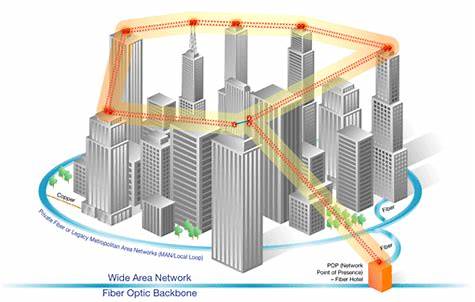 Copper
Private Fiber or Legacy Metropolitan Area Networks (MAN/Local Loop)
Fiber
Fiber
POP (Network
Point of Presence)
– Fiber Hotel
Wide Area Network
Fiber Optic Backbone